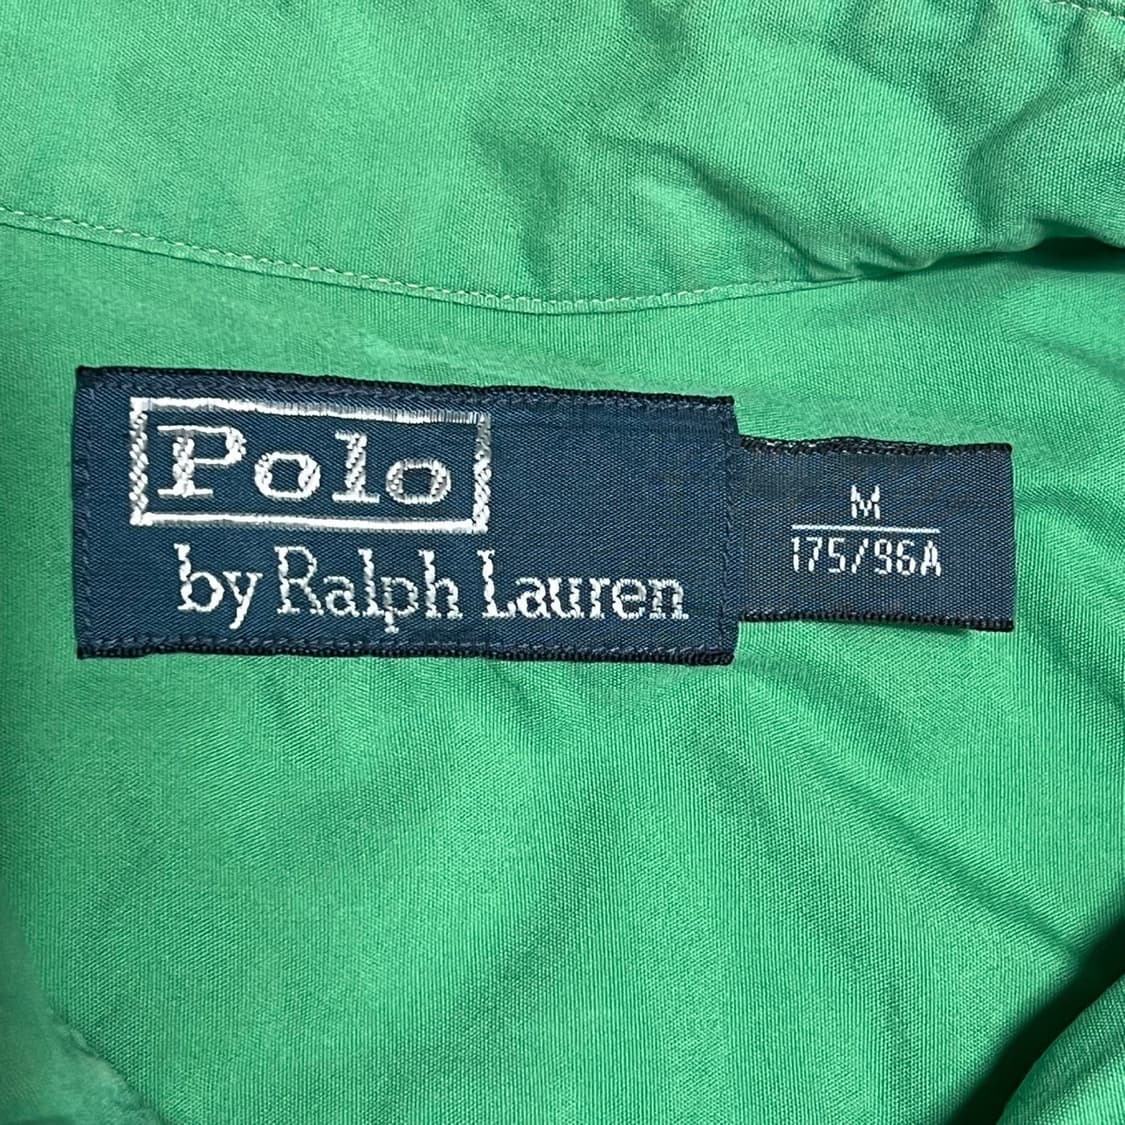 Polo
by Ralph Lauren
M
175/96A